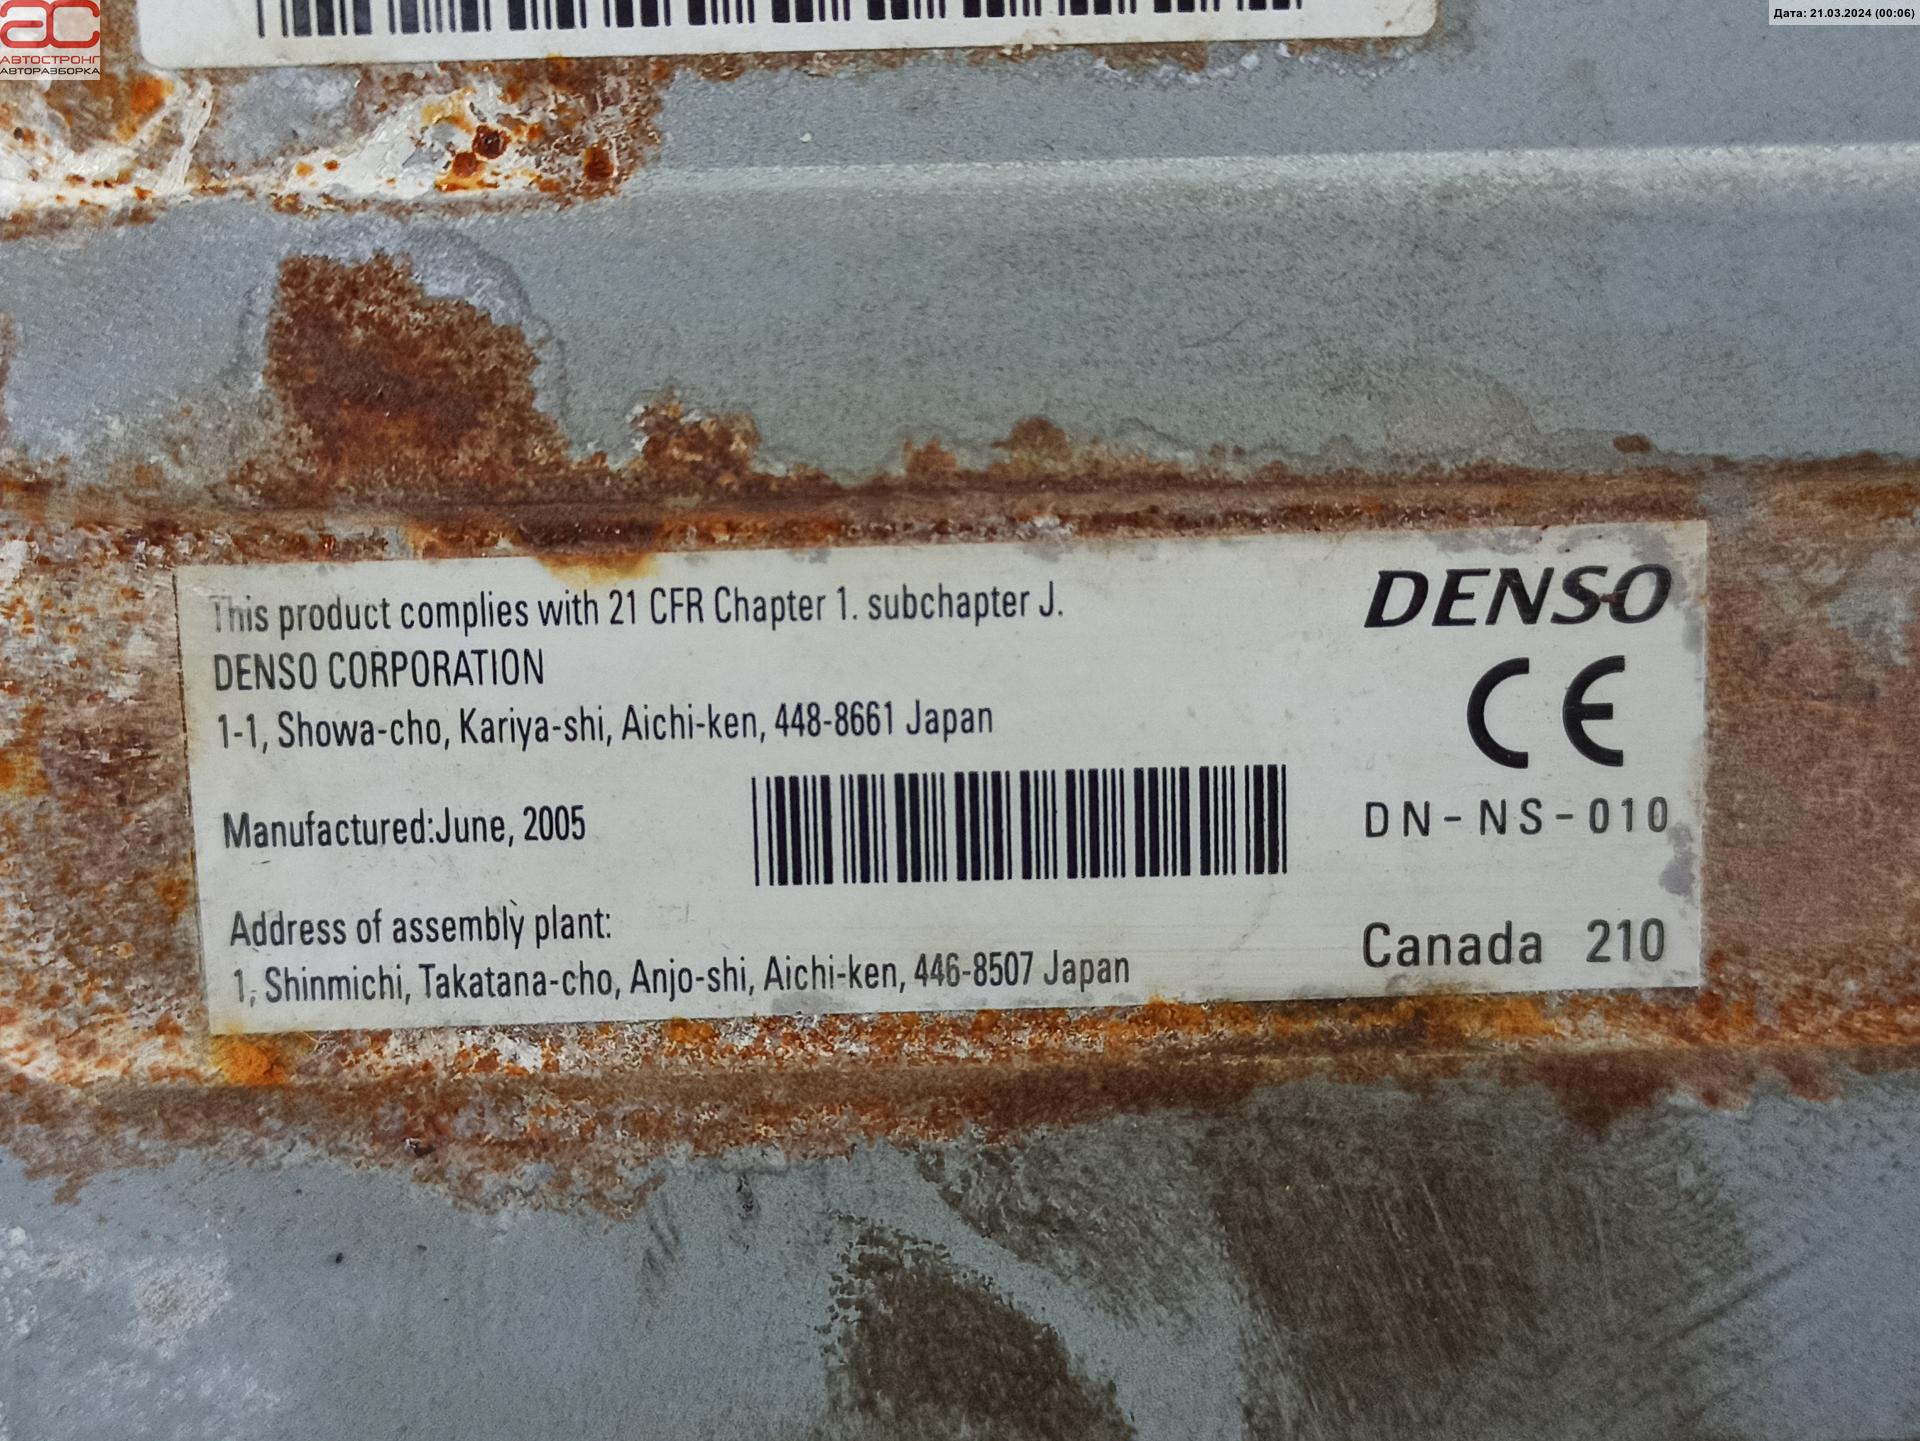 Дата: 21.03.2024 (00:06)
ас
АВТОСТРОНГ
АВТОРАЗБОРКА
This product complies with 21 CFR Chapter 1. subchapter J.
DENSO CORPORATION
1-1, Showa-cho, Kariya-shi, Aichi-ken, 448-8661 Japan
Manufactured:June, 2005
Address of assembly plant:
1, Shinmichi, Takatana-cho, Anjo-shi, Aichi-ken, 446-8507 Japan
DENSO
CE
DN-NS-010
Canada 210